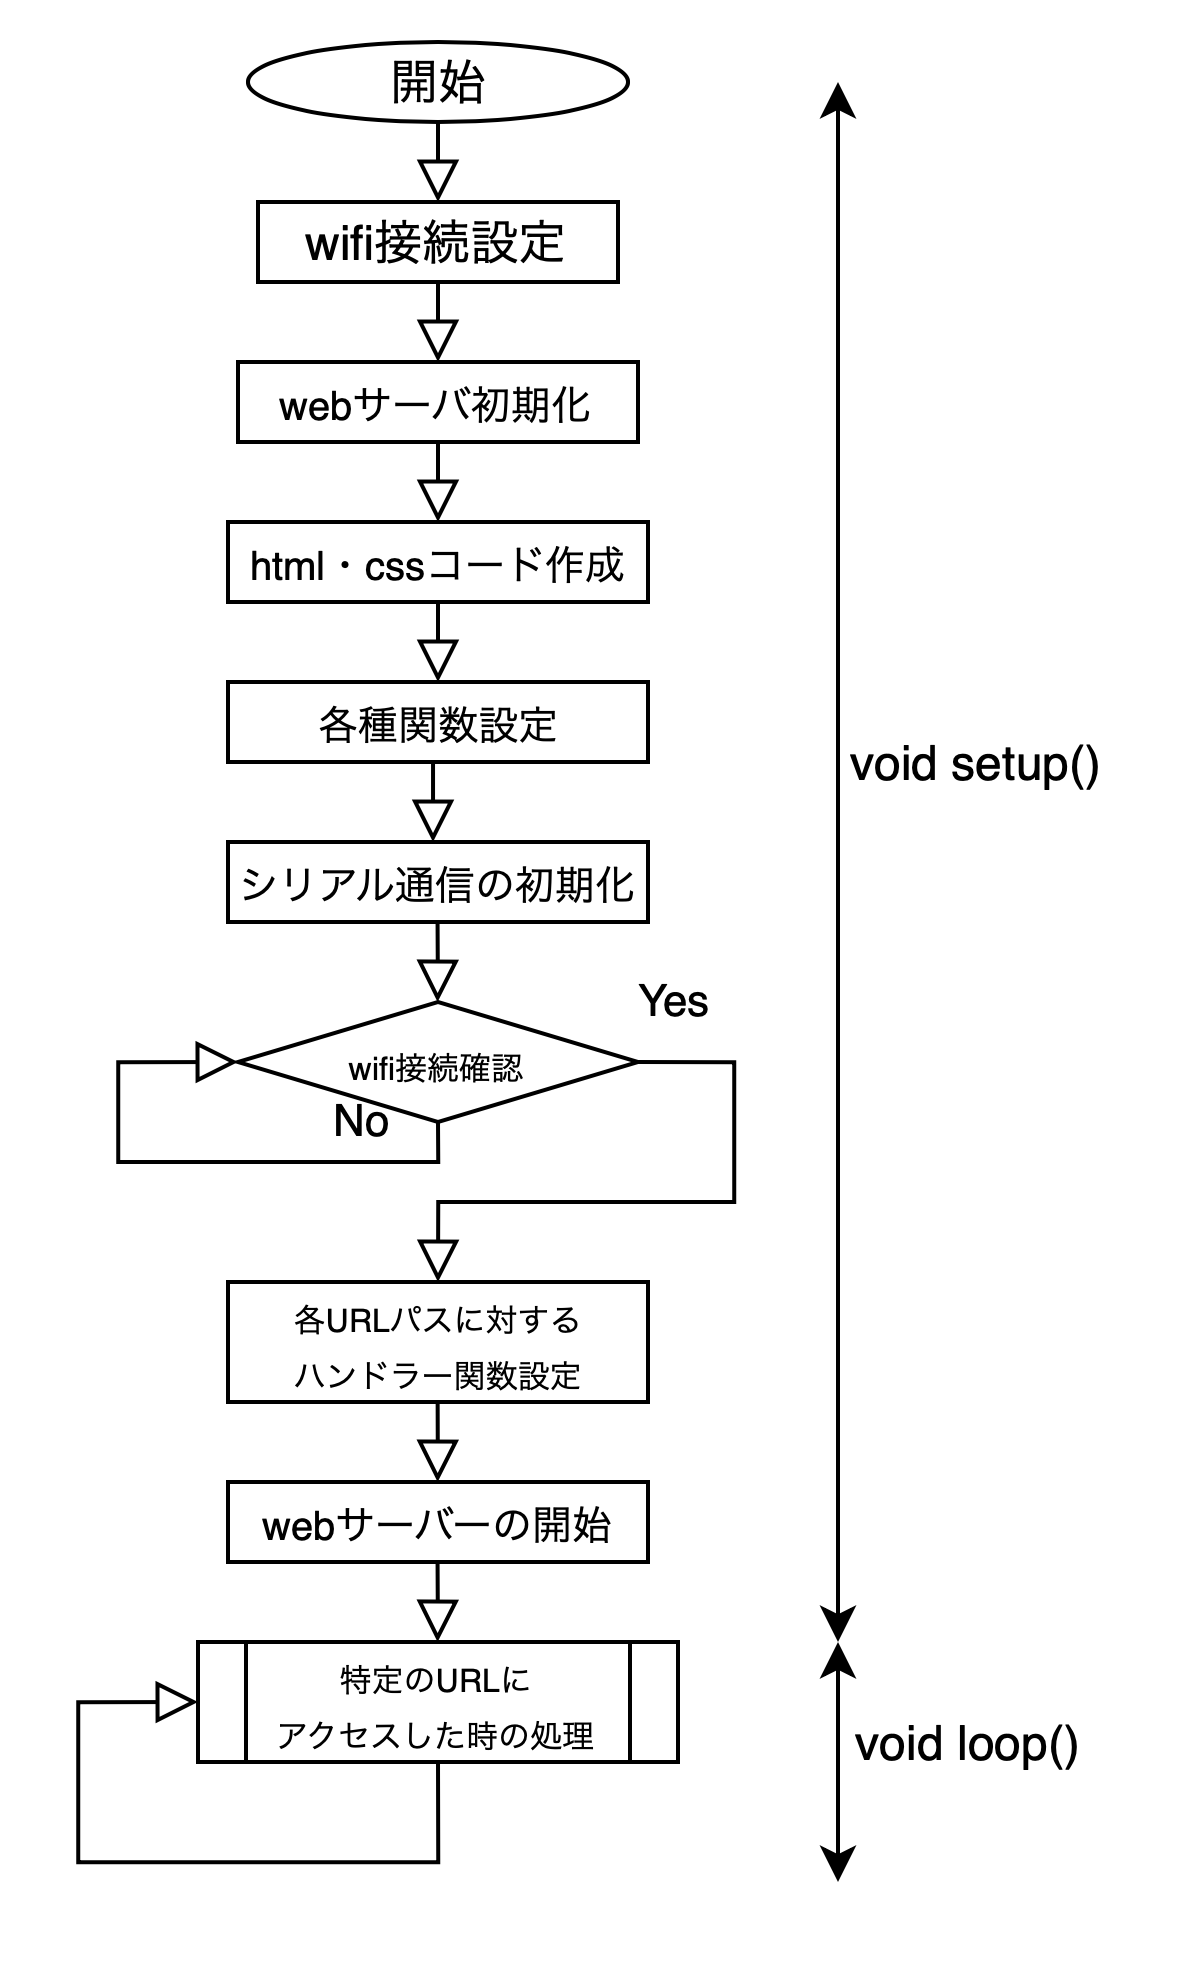 開始
wifi接続設定
webサーバ初期化
html・cssコード作成
各種関数設定
void setup()
シリアル通信の初期化
Yes
wifi接続確認
No
各URLパスに対する
ハンドラー関数設定
webサーバーの開始
特定のURLに
アクセスした時の処理
void loop()